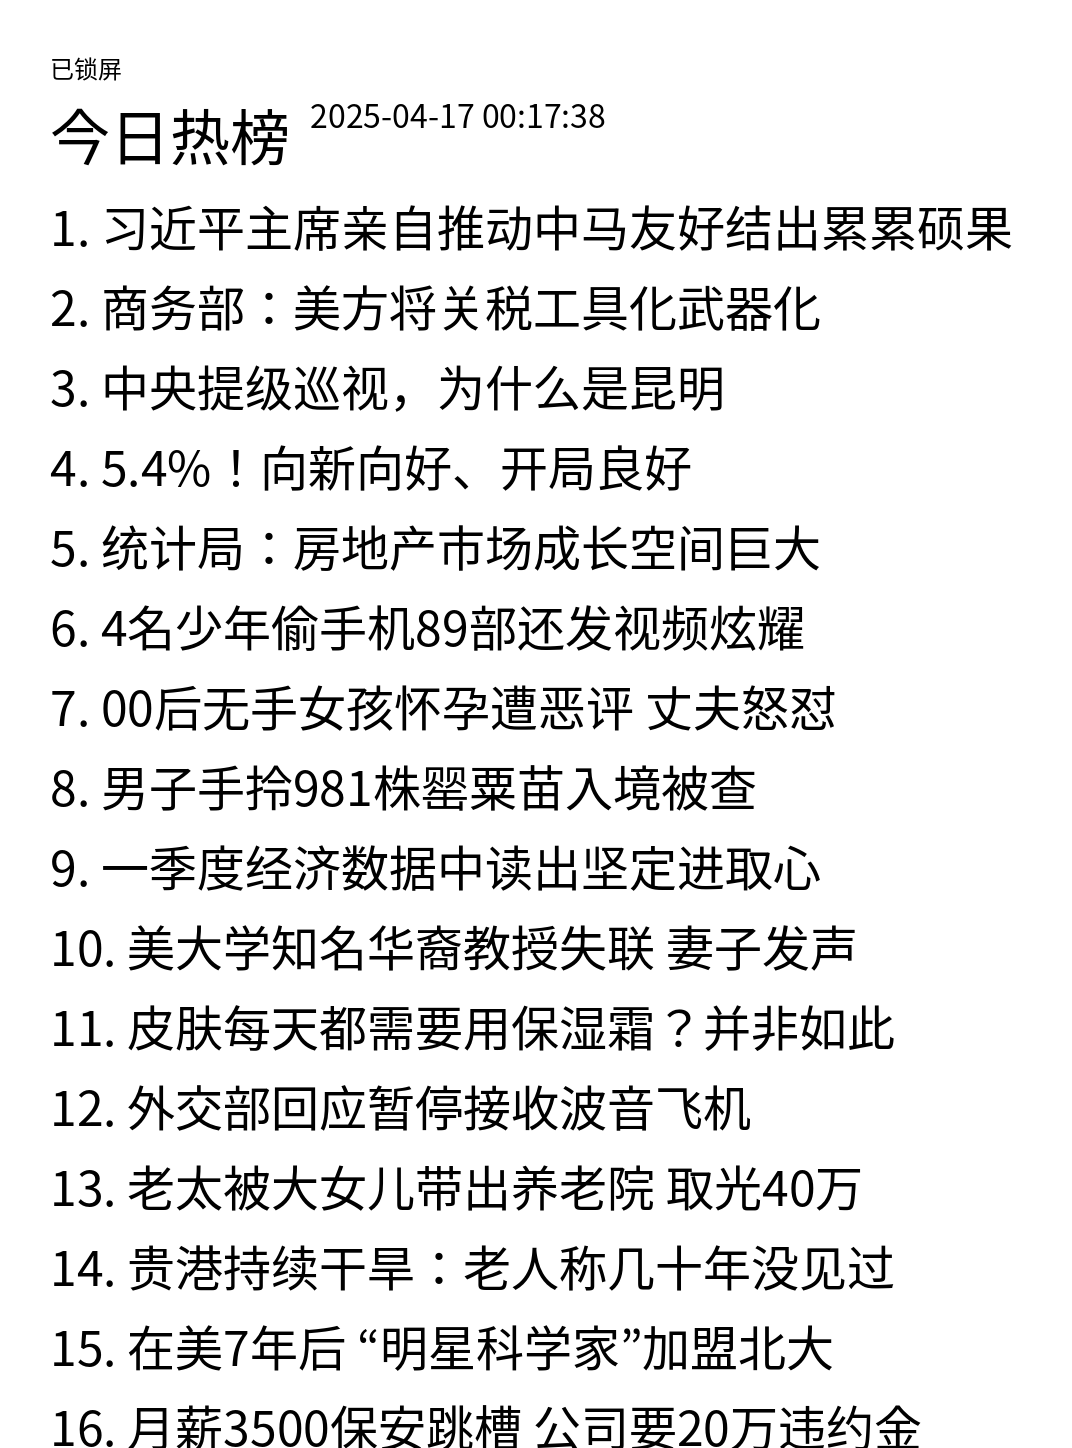 已锁屏
今日热榜 2025-04-17 00:17:38
1. 习近平主席亲自推动中马友好结出累累硕果
2. 商务部：美方将关税工具化武器化
3. 中央提级巡视，为什么是昆明
4. 5.4%！向新向好、开局良好
5. 统计局：房地产市场成长空间巨大
6. 4名少年偷手机89部还发视频炫耀
7. 00后无手女孩怀孕遭恶评 丈夫怒怼
8. 男子手拎981株罂粟苗入境被查
9. 一季度经济数据中读出坚定进取心
10. 美大学知名华裔教授失联 妻子发声
11. 皮肤每天都需要用保湿霜？并非如此
12. 外交部回应暂停接收波音飞机
13. 老太被大女儿带出养老院 取光40万
14. 贵港持续干旱：老人称几十年没见过
15. 在美7年后 “明星科学家”加盟北大
16. 月薪3500保安跳槽 公司要20万违约金